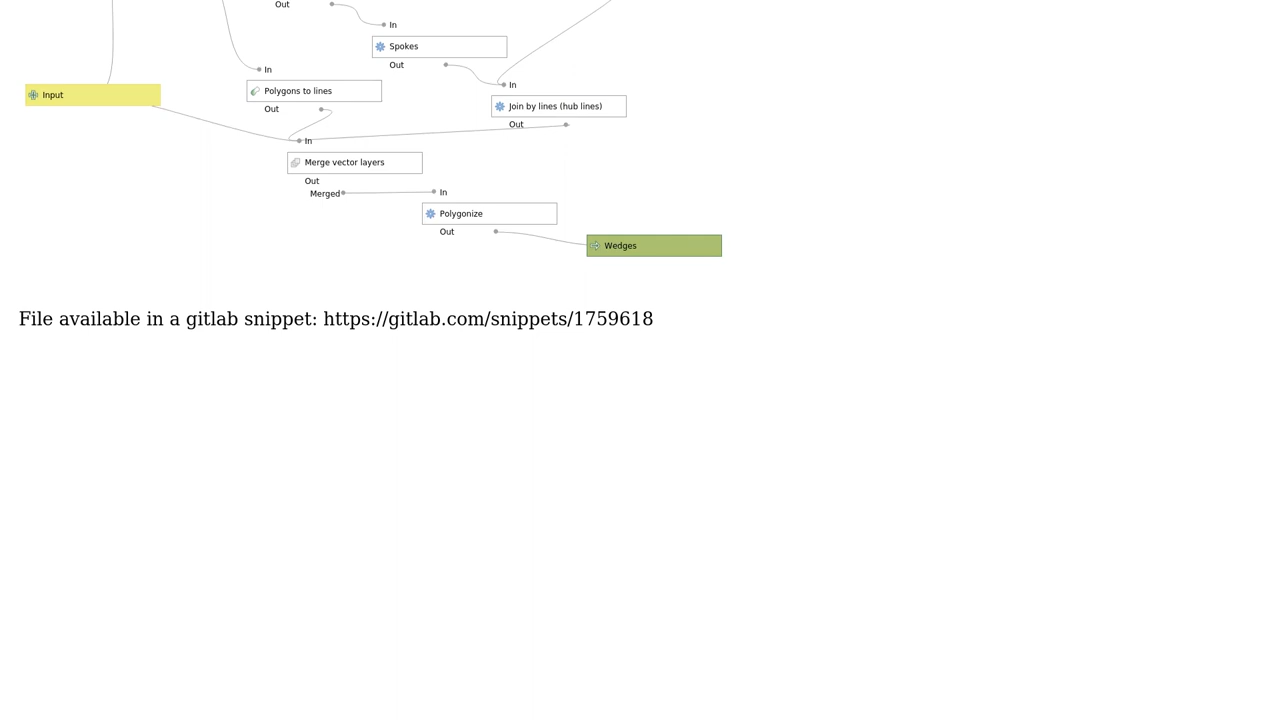 Out
In
Spokes
Out
In
Polygons to lines
Out
In
Join by lines (hub lines)
Out
Input
In
Merge vector layers
Out
Merged
In
Polygonize
Out
Wedges
File available in a gitlab snippet: https://gitlab.com/snippets/1759618